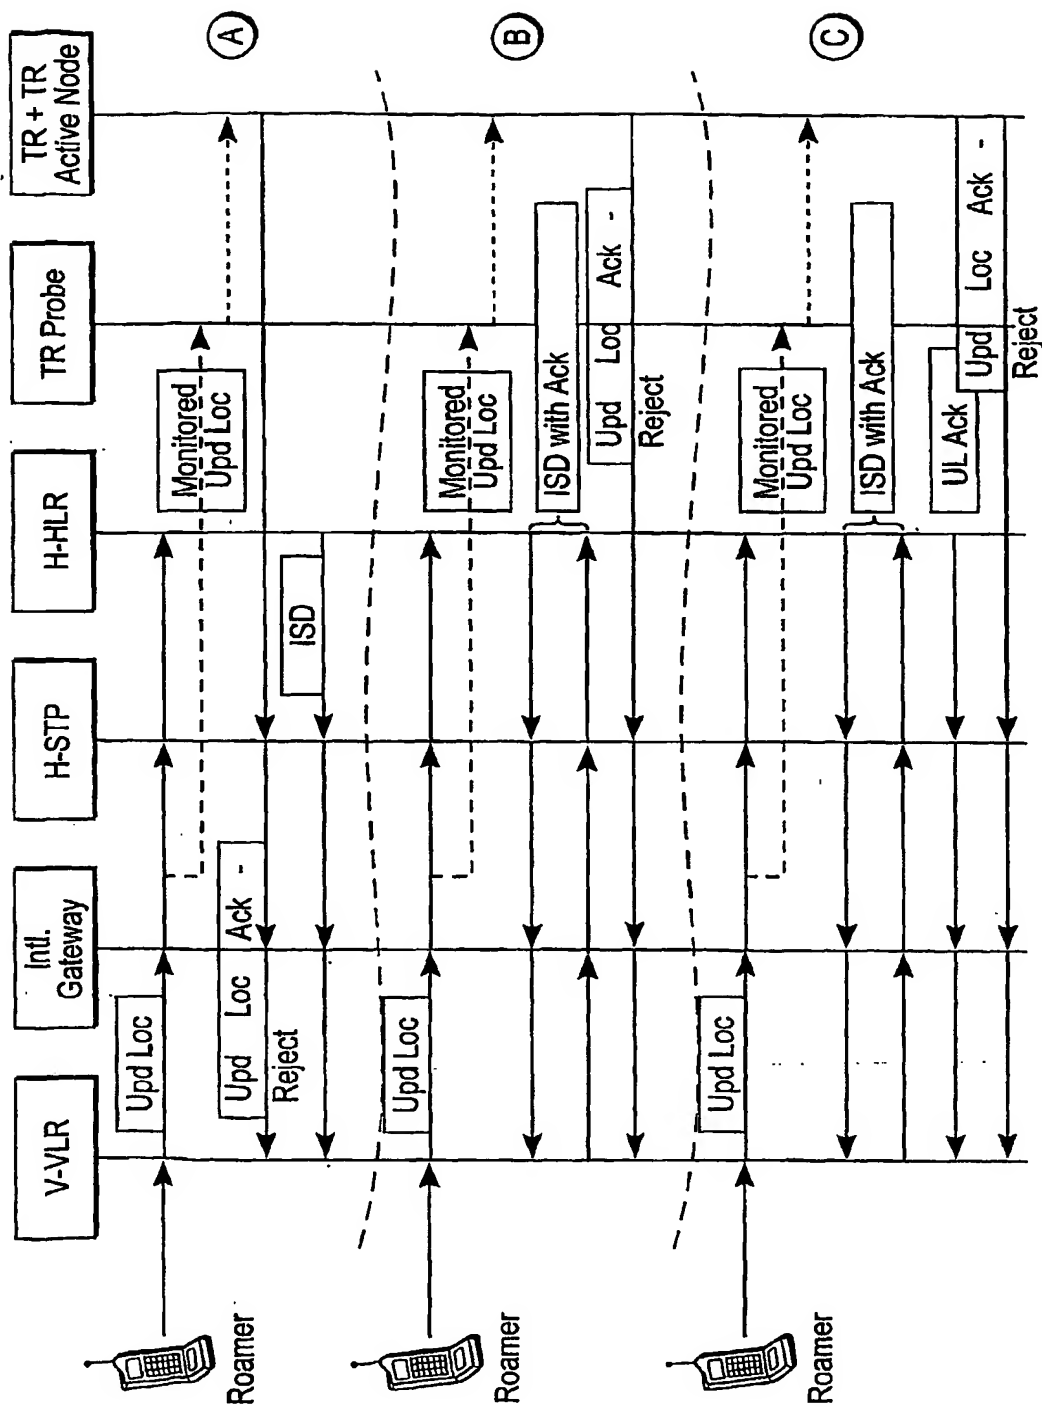 V-VLR
Intl.
Gateway
H-STP
H-HLR
TR Probe
TR + TR
Active Node
Roamer
Upd Loc
Monitored
Upd Loc
Upd Loc Ack -
Reject
ISD
A
Roamer
Upd Loc
Monitored
Upd Loc
ISD with Ack
Upd Loc Ack -
Reject
B
Roamer
Upd Loc
Monitored
Upd Loc
ISD with Ack
UL Ack
Upd Loc Ack -
Reject
C